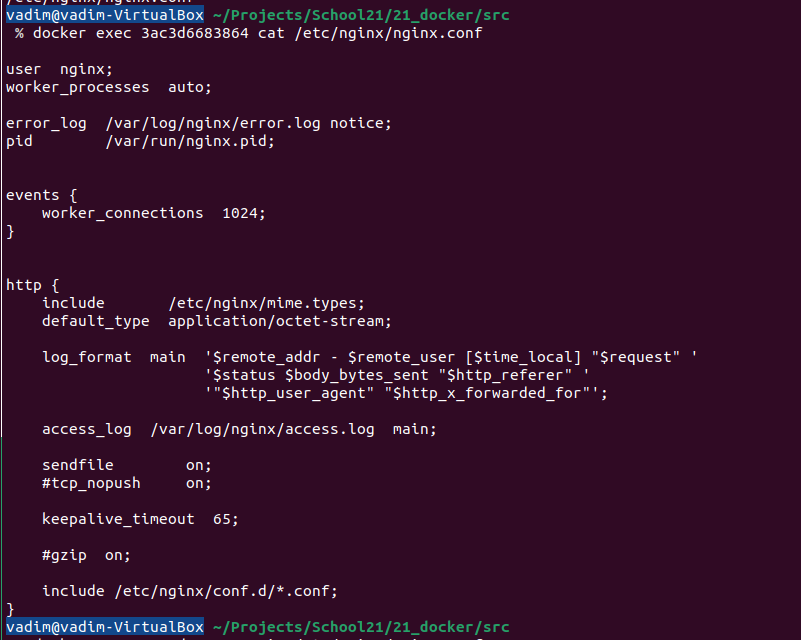 vadim@vadim-VirtualBox ~/Projects/School21/21_docker/src
% docker exec 3ac3d6683864 cat /etc/nginx/nginx.conf
user  nginx;
worker_processes  auto;
error_log  /var/log/nginx/error.log notice;
pid        /var/run/nginx.pid;
events {
    worker_connections  1024;
}
http {
    include       /etc/nginx/mime.types;
    default_type  application/octet-stream;
    log_format  main  '$remote_addr - $remote_user [$time_local] "$request" '
                      '$status $body_bytes_sent "$http_referer" '
                      '"$http_user_agent" "$http_x_forwarded_for"';
    access_log  /var/log/nginx/access.log  main;
    sendfile        on;
    #tcp_nopush     on;
    keepalive_timeout  65;
    #gzip  on;
    include /etc/nginx/conf.d/*.conf;
}
vadim@vadim-VirtualBox ~/Projects/School21/21_docker/src